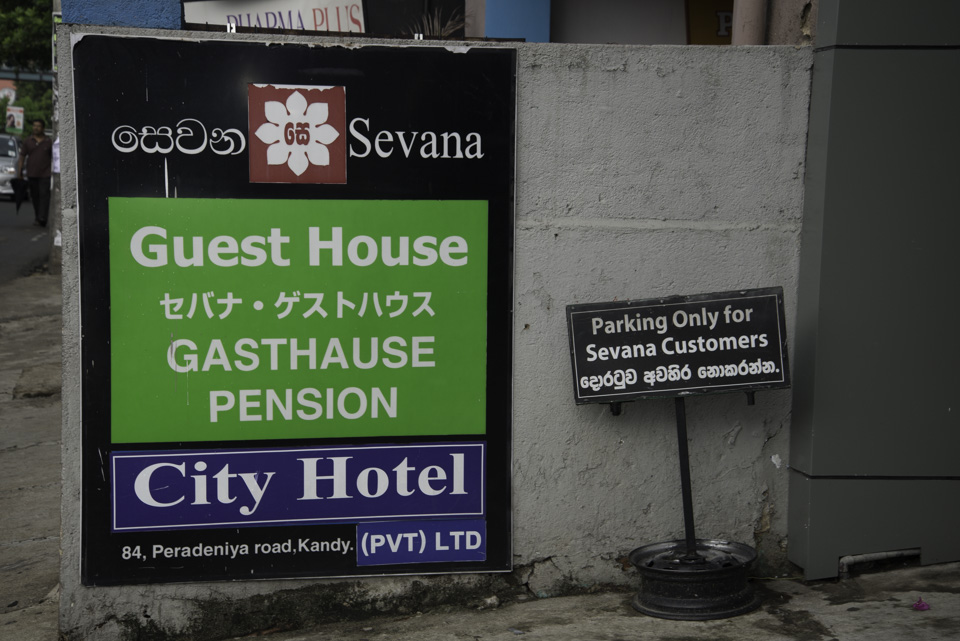 PHARMA PLUS
සෙවන සෙ Sevana
Guest House
セバナ・ゲストハウス
GASTHAUSE
PENSION
City Hotel
84, Peradeniya road,Kandy. (PVT) LTD
Parking Only for
Sevana Customers
දොරටුව අවහිර නොකරන්න.